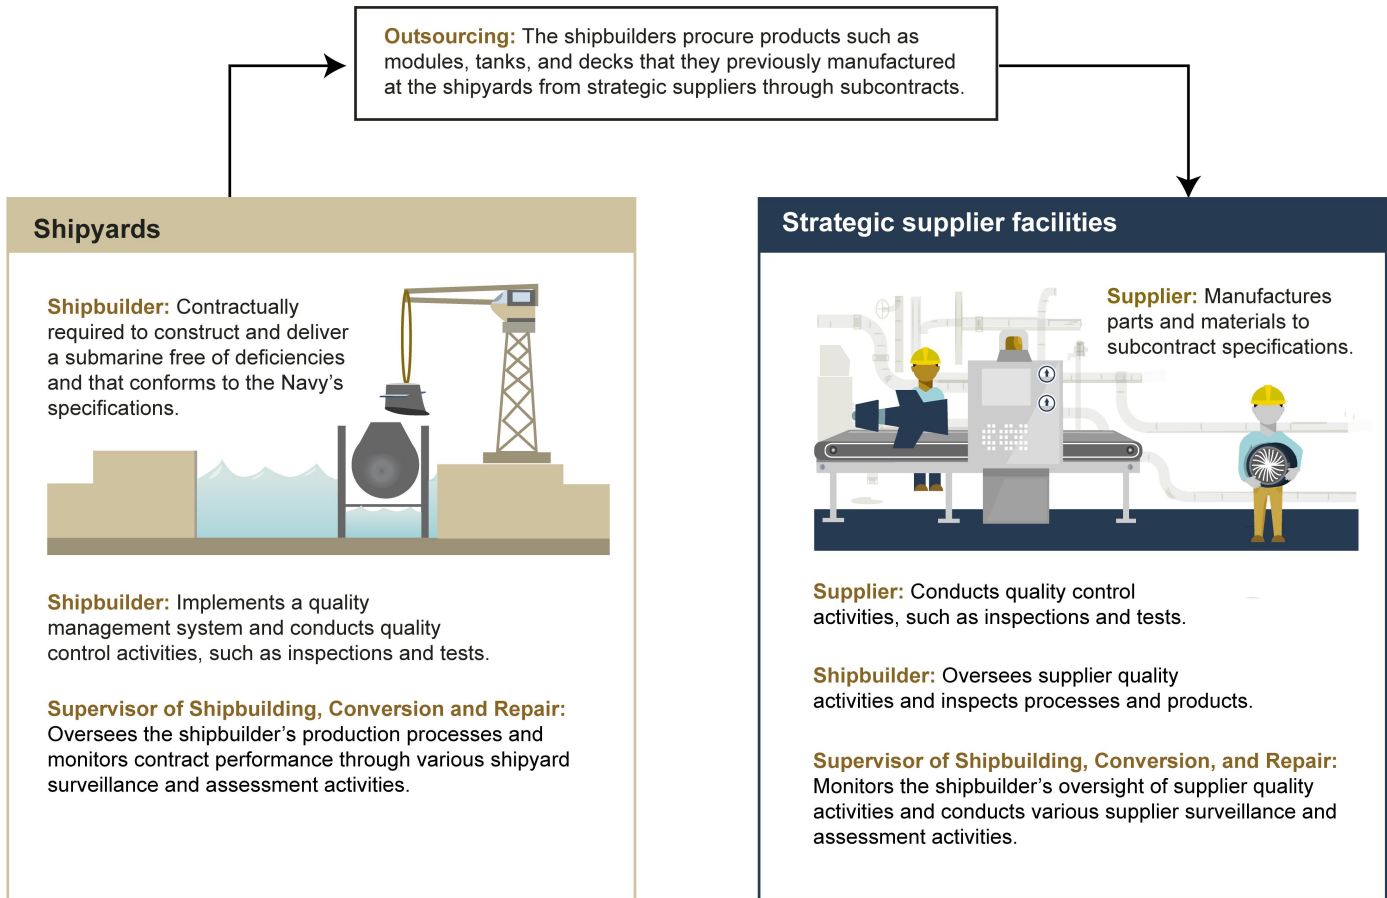 Outsourcing: The shipbuilders procure products such as
modules, tanks, and decks that they previously manufactured
at the shipyards from strategic suppliers through subcontracts.
Shipyards
Shipbuilder: Contractually
required to construct and deliver
a submarine free of deficiencies
and that conforms to the Navy’s
specifications.
Shipbuilder: Implements a quality
management system and conducts quality
control activities, such as inspections and tests.
Supervisor of Shipbuilding, Conversion and Repair:
Oversees the shipbuilder’s production processes and
monitors contract performance through various shipyard
surveillance and assessment activities.
Strategic supplier facilities
Supplier: Manufactures
parts and materials to
subcontract specifications.
Supplier: Conducts quality control
activities, such as inspections and tests.
Shipbuilder: Oversees supplier quality
activities and inspects processes and products.
Supervisor of Shipbuilding, Conversion, and Repair:
Monitors the shipbuilder’s oversight of supplier quality
activities and conducts various supplier surveillance and
assessment activities.